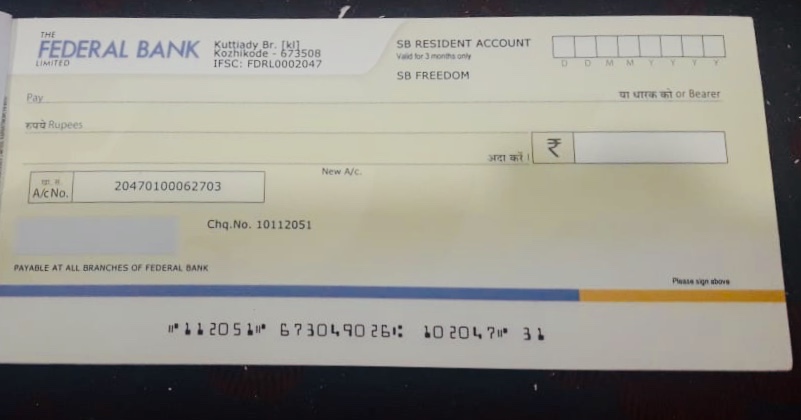 THE
FEDERAL BANK
LIMITED
Kuttiady Br. [kl]
Kozhikode - 673508
IFSC: FDRL0002047
SB RESIDENT ACCOUNT
Valid for 3 months only
SB FREEDOM
D D M M Y Y Y Y
Pay
या धारक को or Bearer
रुपये Rupees
अदा करें ।
₹
New A/c.
खा. सं.
A/c No.
20470100062703
Chq.No. 10112051
PAYABLE AT ALL BRANCHES OF FEDERAL BANK
Please sign above
⑈112051⑈ 673049026⑆ 102047⑈ 31